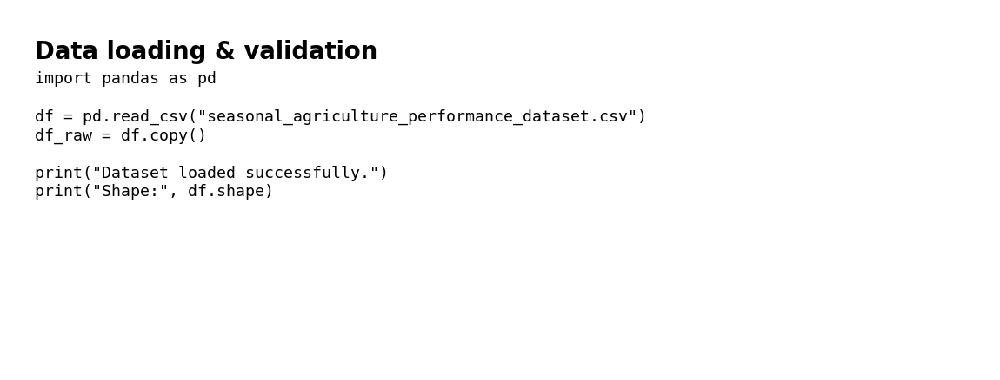 Data loading & validation
import pandas as pd
df = pd.read_csv("seasonal_agriculture_performance_dataset.csv")
df_raw = df.copy()
print("Dataset loaded successfully.")
print("Shape:", df.shape)